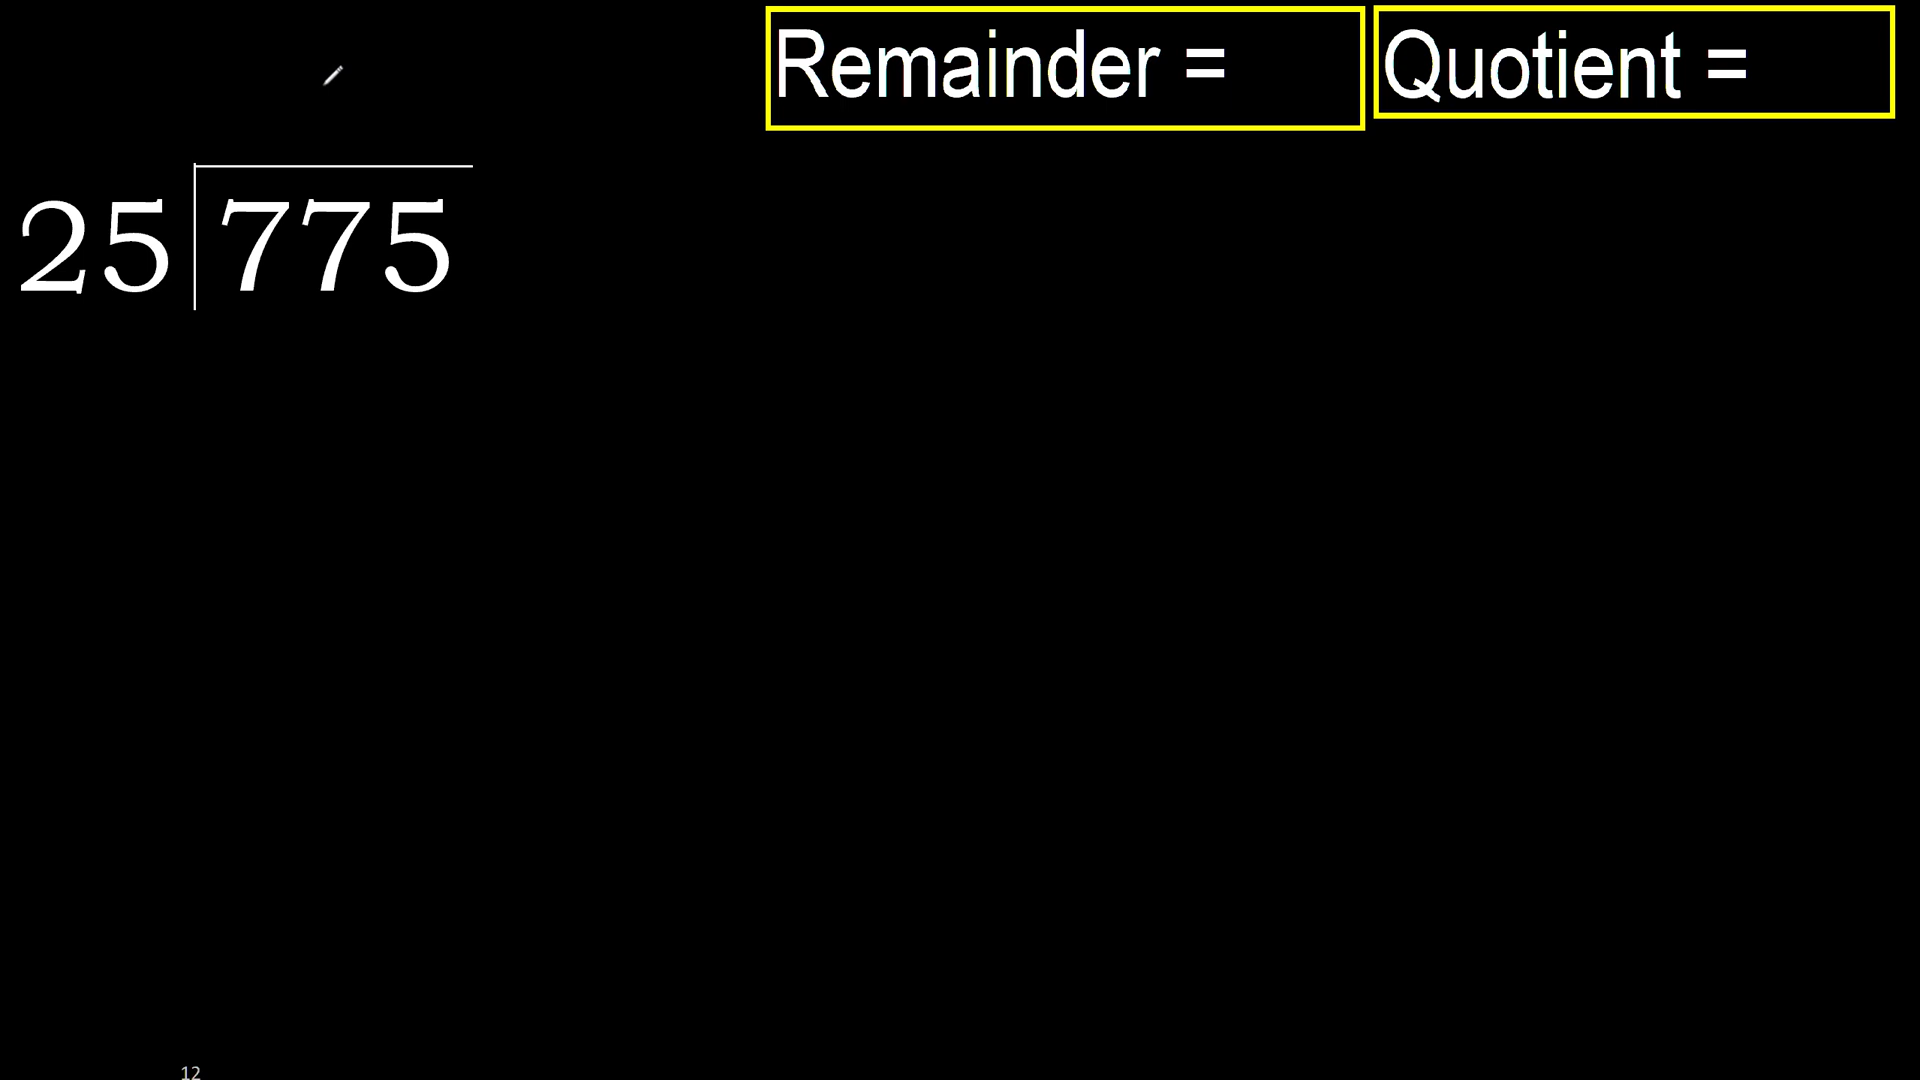 Remainder = Quotient =
25 775
12